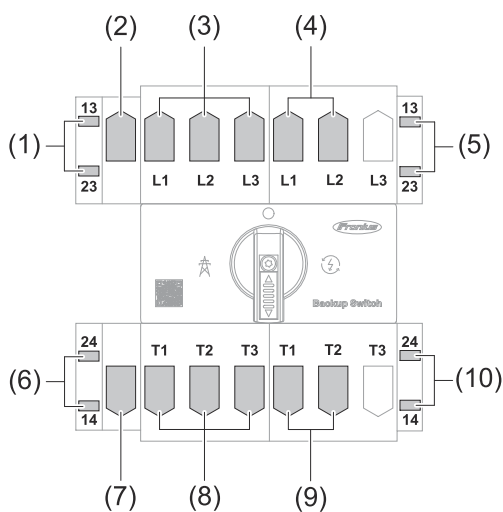 (2) (3) (4)
13 13
(1) (5)
23 L1 L2 L3 L1 L2 L3 23
Fronius
Backup Switch
24 T1 T2 T3 T1 T2 T3 24
(6) (10)
14 14
(7) (8) (9)